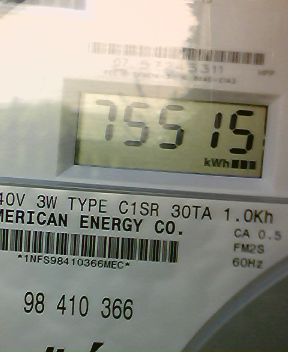 75515
kWh
40V 3W TYPE C1SR 30TA 1.0Kh
MERICAN ENERGY CO.
CA 0.5
FM2S
*1NFS98410366MEC*
60Hz
98 410 366